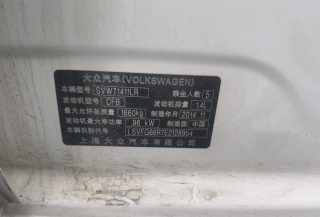 大众汽车(VOLKSWAGEN)
车辆型号 SVW71411LR 乘坐人数 5
发动机型号 CFB 发动机排量 1.4L
最大允许总质量 1660kg 制造年月 2014.11
发动机最大净功率 96 kW 制造国 中国
车辆识别代号 LSVFG66R7E2128954
上海大众汽车有限公司